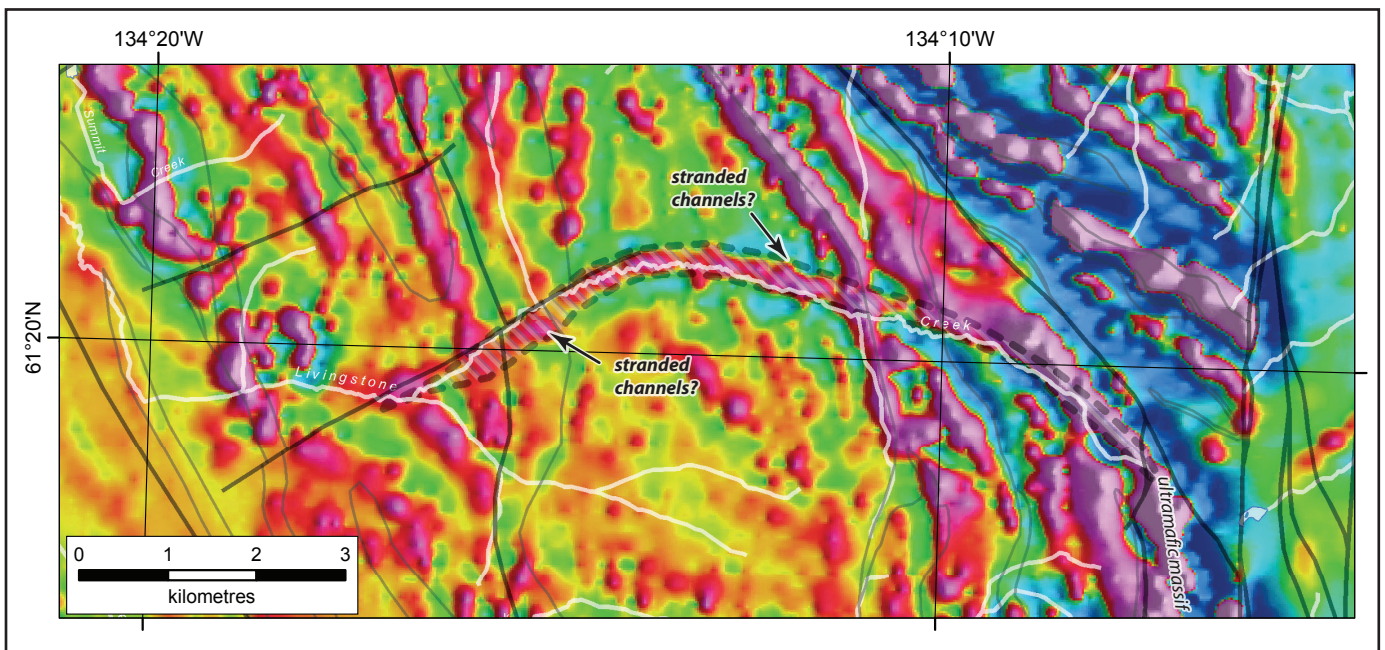 134°20'W
134°10'W
Summit
Creek
stranded
channels?
61°20'N
Creek
Livingstone
stranded
channels?
ultramafic massif
0 1 2 3
kilometres